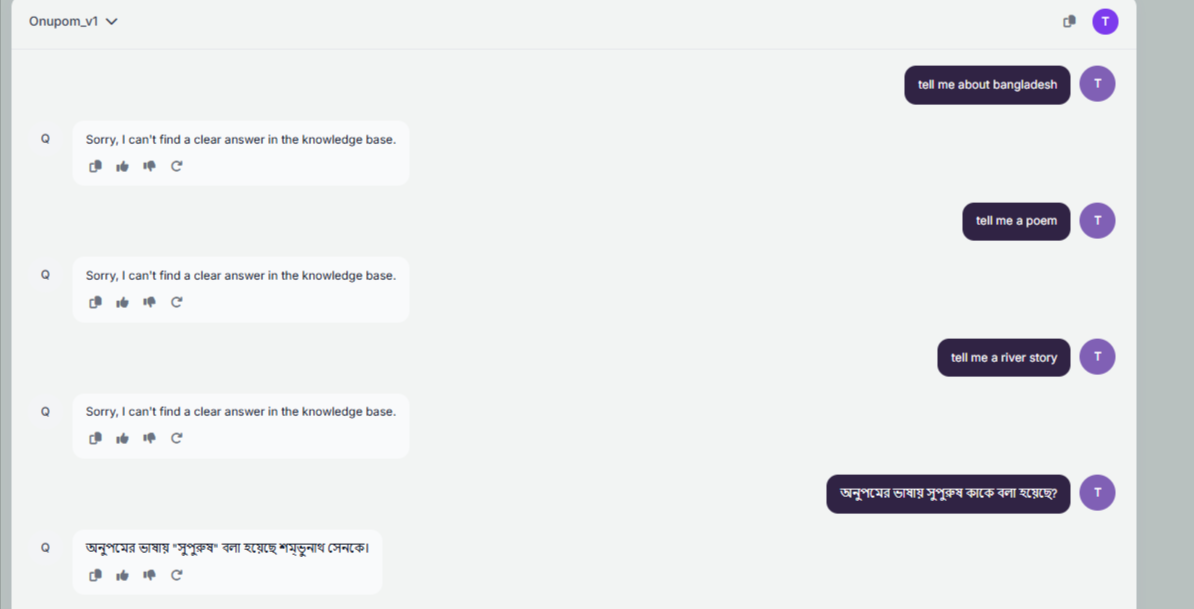 Onupom_v1
T
tell me about bangladesh
T
Q
Sorry, I can't find a clear answer in the knowledge base.
tell me a poem
T
Q
Sorry, I can't find a clear answer in the knowledge base.
tell me a river story
T
Q
Sorry, I can't find a clear answer in the knowledge base.
অনুপমের ভাষায় সুপুরুষ কাকে বলা হয়েছে?
T
Q
অনুপমের ভাষায় "সুপুরুষ" বলা হয়েছে শম্ভুনাথ সেনকে।